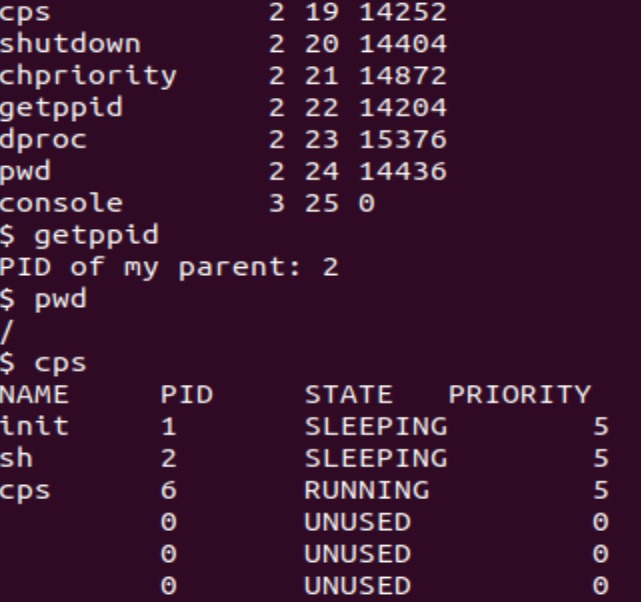 cps            2 19 14252
shutdown       2 20 14404
chpriority     2 21 14872
getppid        2 22 14204
dproc          2 23 15376
pwd            2 24 14436
console        3 25 0
$ getppid
PID of my parent: 2
$ pwd
/
$ cps
NAME     PID     STATE   PRIORITY
init     1       SLEEPING        5
sh       2       SLEEPING        5
cps      6       RUNNING         5
         0       UNUSED          0
         0       UNUSED          0
         0       UNUSED          0